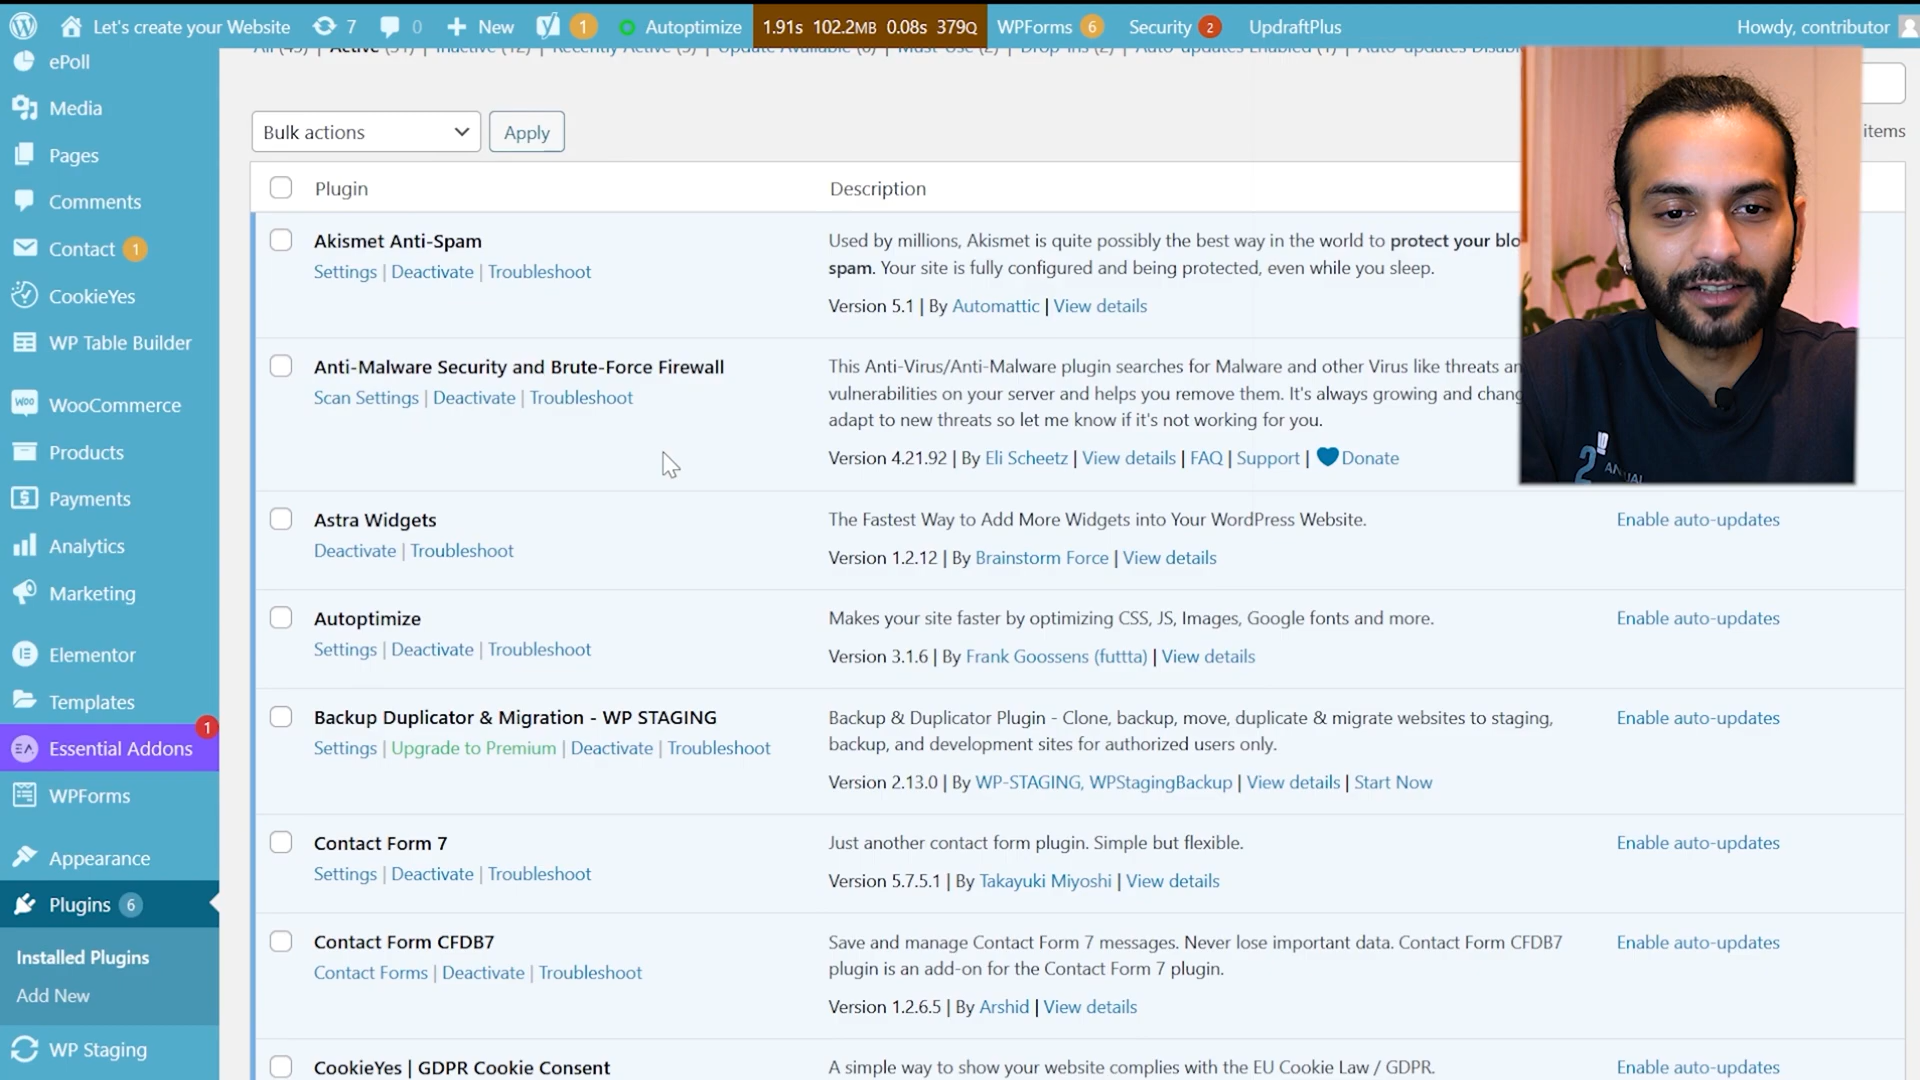 Let's create your Website 7 0 New 1 Autoptimize 1.91s 102.2MB 0.08s 379Q WPForms 6 Security 2 UpdraftPlus Howdy, contributor
ePoll
Media
Pages
Comments
Contact 1
CookieYes
WP Table Builder
WooCommerce
Products
Payments
Analytics
Marketing
Elementor
Templates
Essential Addons 1
WPForms
Appearance
Plugins 6
Installed Plugins
Add New
WP Staging
Bulk actions Apply
items
Plugin Description
Akismet Anti-Spam
Settings | Deactivate | Troubleshoot
Used by millions, Akismet is quite possibly the best way in the world to protect your blo
spam. Your site is fully configured and being protected, even while you sleep.
Version 5.1 | By Automattic | View details
Anti-Malware Security and Brute-Force Firewall
Scan Settings | Deactivate | Troubleshoot
This Anti-Virus/Anti-Malware plugin searches for Malware and other Virus like threats an
vulnerabilities on your server and helps you remove them. It's always growing and chang
adapt to new threats so let me know if it's not working for you.
Version 4.21.92 | By Eli Scheetz | View details | FAQ | Support | Donate
Astra Widgets
Deactivate | Troubleshoot
The Fastest Way to Add More Widgets into Your WordPress Website.
Version 1.2.12 | By Brainstorm Force | View details
Enable auto-updates
Autoptimize
Settings | Deactivate | Troubleshoot
Makes your site faster by optimizing CSS, JS, Images, Google fonts and more.
Version 3.1.6 | By Frank Goossens (futtta) | View details
Enable auto-updates
Backup Duplicator & Migration - WP STAGING
Settings | Upgrade to Premium | Deactivate | Troubleshoot
Backup & Duplicator Plugin - Clone, backup, move, duplicate & migrate websites to staging,
backup, and development sites for authorized users only.
Version 2.13.0 | By WP-STAGING, WPStagingBackup | View details | Start Now
Enable auto-updates
Contact Form 7
Settings | Deactivate | Troubleshoot
Just another contact form plugin. Simple but flexible.
Version 5.7.5.1 | By Takayuki Miyoshi | View details
Enable auto-updates
Contact Form CFDB7
Contact Forms | Deactivate | Troubleshoot
Save and manage Contact Form 7 messages. Never lose important data. Contact Form CFDB7
plugin is an add-on for the Contact Form 7 plugin.
Version 1.2.6.5 | By Arshid | View details
Enable auto-updates
CookieYes | GDPR Cookie Consent
A simple way to show your website complies with the EU Cookie Law / GDPR.
Enable auto-updates